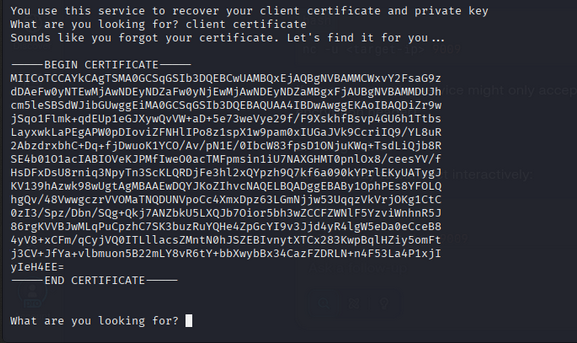 You use this service to recover your client certificate and private key
What are you looking for? client certificate
Sounds like you forgot your certificate. Let's find it for you…
-----BEGIN CERTIFICATE-----
MIICoTCCAYkCAgTSMA0GCSqGSIb3DQEBCwUAMBQxEjAQBgNVBAMMCWxvY2FsaG9z
dDAeFw0yNTEwMjAwNDEyNDZaFw0yNjEwMjAwNDEyNDZaMBgxFjAUBgNVBAMMDUJh
cm5leSBSdWJibGUwggEiMA0GCSqGSIb3DQEBAQUAA4IBDwAwggEKAoIBAQDiZr9w
jSqo1Flmk+qdEUp1eGJXywQvVW+aD+5e73weVye29f/F9XskhfBsvp4GU6h1Ttbs
LayxwkLaPEgAPW0pDIoviZFNHlIPo8z1spX1w9pam0xIUGaJVk9CcriIQ9/YL8uR
2AbzdrxbhC+Dq+fjDwuoK1YCO/Av/pN1E/0IbcW83fpsD1ONjuKWq+TsdLiQjb8R
SE4b01O1acIABIOVeKJPMfIweO0acTMFpmsin1iU7NAXGHMT0pnlOx8/ceesYV/f
HsDFxDsU8rniq3NpyTn3ScKLQRDjFe3hl2xQYpzh9Q7kf6a090kYPrlEKyUATygJ
KV139hAzwk98wUgtAgMBAAEwDQYJKoZIhvcNAQELBQADggEBABy1OphPEs8YFOLQ
hgQv/48VwwgczrVVOMaTNQDUNVpoCc4XmxDpz63LGmNjjw53UqqzVkVrjOKg1CtC
0zI3/Spz/Dbn/SQg+Qkj7ANZbkU5LXQJb7Oior5bh3wZCCFZWNlF5YzviWnhnR5J
86rgKVVBJwMLqPuCpzhC7SK3buzRuYQHe4ZpGcYI9v3Jjd4yR4lgW5eDa0eCceB8
4yV8+xCFm/qCyjVQ0ITLllacsZMntN0hJSZEBIvnytXTCx283KwpBqlHZiy5omFt
j3CV+JfYa+vlbmuon5B22mLY8vR6tY+bbXwybBx34CazFZDRLN+n4F53La4P1xjI
yIeH4EE=
-----END CERTIFICATE-----
What are you looking for?